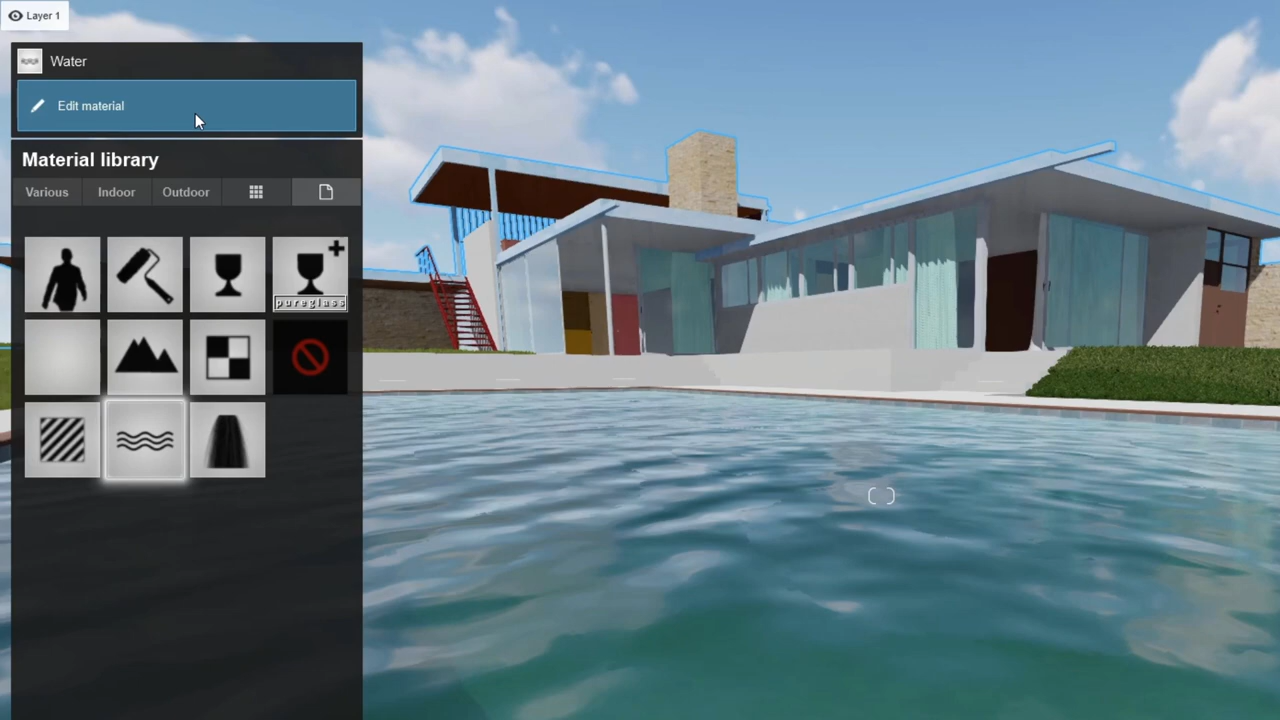 Layer 1
Water
Edit material
Material library
Various
Indoor
Outdoor
pureglass